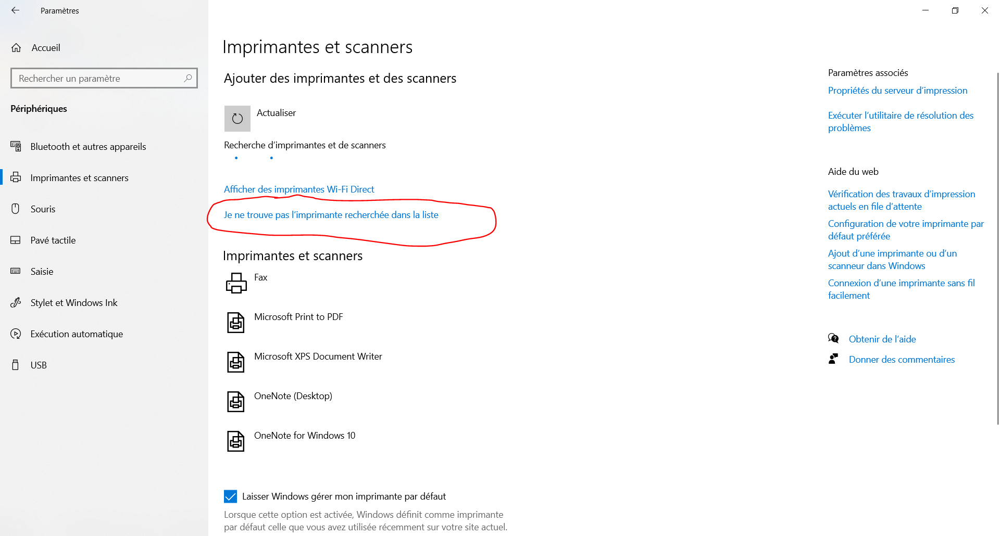 Paramètres
Accueil
Rechercher un paramètre
Périphériques
Bluetooth et autres appareils
Imprimantes et scanners
Souris
Pavé tactile
Saisie
Stylet et Windows Ink
Exécution automatique
USB
Imprimantes et scanners
Ajouter des imprimantes et des scanners
Actualiser
Recherche d’imprimantes et de scanners
Afficher des imprimantes Wi-Fi Direct
Je ne trouve pas l’imprimante recherchée dans la liste
Imprimantes et scanners
Fax
Microsoft Print to PDF
Microsoft XPS Document Writer
OneNote (Desktop)
OneNote for Windows 10
Laisser Windows gérer mon imprimante par défaut
Lorsque cette option est activée, Windows définit comme imprimante
par défaut celle que vous avez utilisée récemment sur votre site actuel.
Paramètres associés
Propriétés du serveur d’impression
Exécuter l’utilitaire de résolution des
problèmes
Aide du web
Vérification des travaux d’impression
actuels en file d’attente
Configuration de votre imprimante par
défaut préférée
Ajout d’une imprimante ou d’un
scanneur dans Windows
Connexion d’une imprimante sans fil
facilement
Obtenir de l’aide
Donner des commentaires